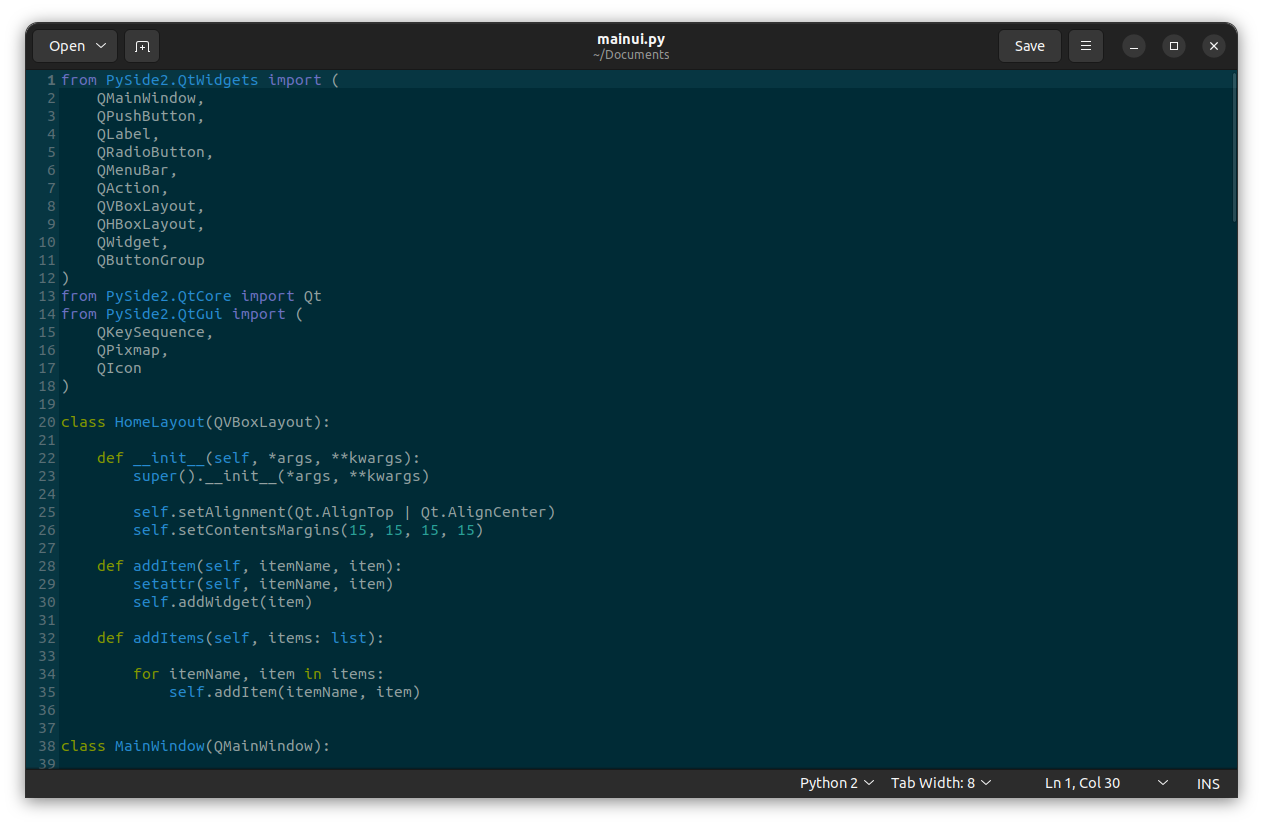 Open
mainui.py
~/Documents
Save
1 from PySide2.QtWidgets import (
2     QMainWindow,
3     QPushButton,
4     QLabel,
5     QRadioButton,
6     QMenuBar,
7     QAction,
8     QVBoxLayout,
9     QHBoxLayout,
10     QWidget,
11     QButtonGroup
12 )
13 from PySide2.QtCore import Qt
14 from PySide2.QtGui import (
15     QKeySequence,
16     QPixmap,
17     QIcon
18 )
19
20 class HomeLayout(QVBoxLayout):
21
22     def __init__(self, *args, **kwargs):
23         super().__init__(*args, **kwargs)
24
25         self.setAlignment(Qt.AlignTop | Qt.AlignCenter)
26         self.setContentsMargins(15, 15, 15, 15)
27
28     def addItem(self, itemName, item):
29         setattr(self, itemName, item)
30         self.addWidget(item)
31
32     def addItems(self, items: list):
33
34         for itemName, item in items:
35             self.addItem(itemName, item)
36
37
38 class MainWindow(QMainWindow):
39
Python 2 Tab Width: 8 Ln 1, Col 30 INS